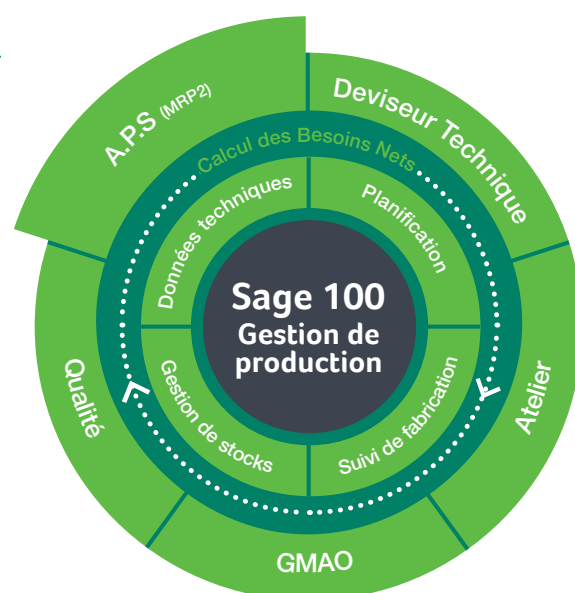 A.P.S (MRP2)
Deviseur Technique
Calcul des Besoins Nets
Données techniques
Planification
Sage 100
Gestion de
production
Qualité
Gestion de stocks
Suivi de fabrication
Atelier
GMAO